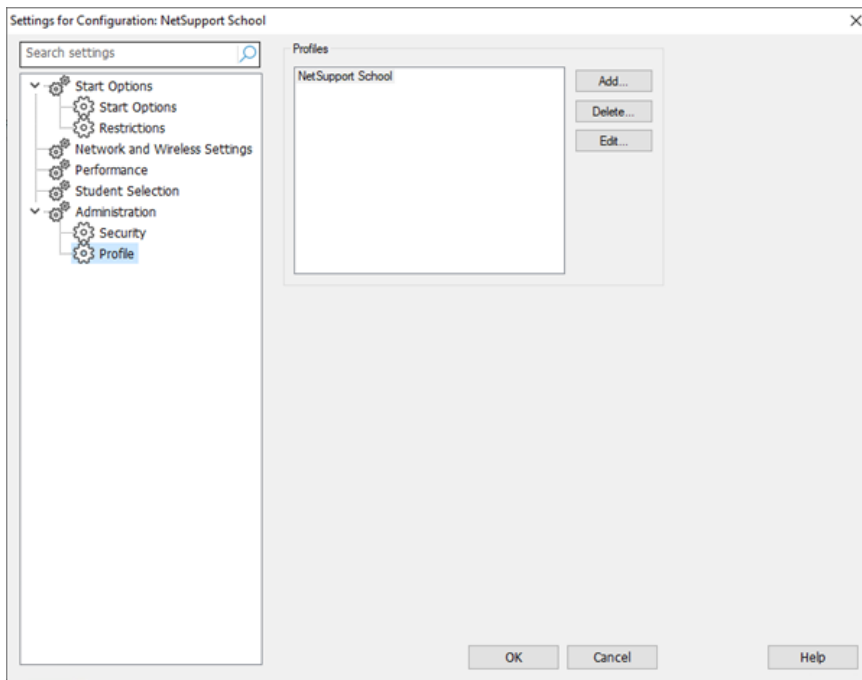 Settings for Configuration: NetSupport School
Search settings
Start Options
Start Options
Restrictions
Network and Wireless Settings
Performance
Student Selection
Administration
Security
Profile
Profiles
NetSupport School
Add...
Delete...
Edit...
OK
Cancel
Help